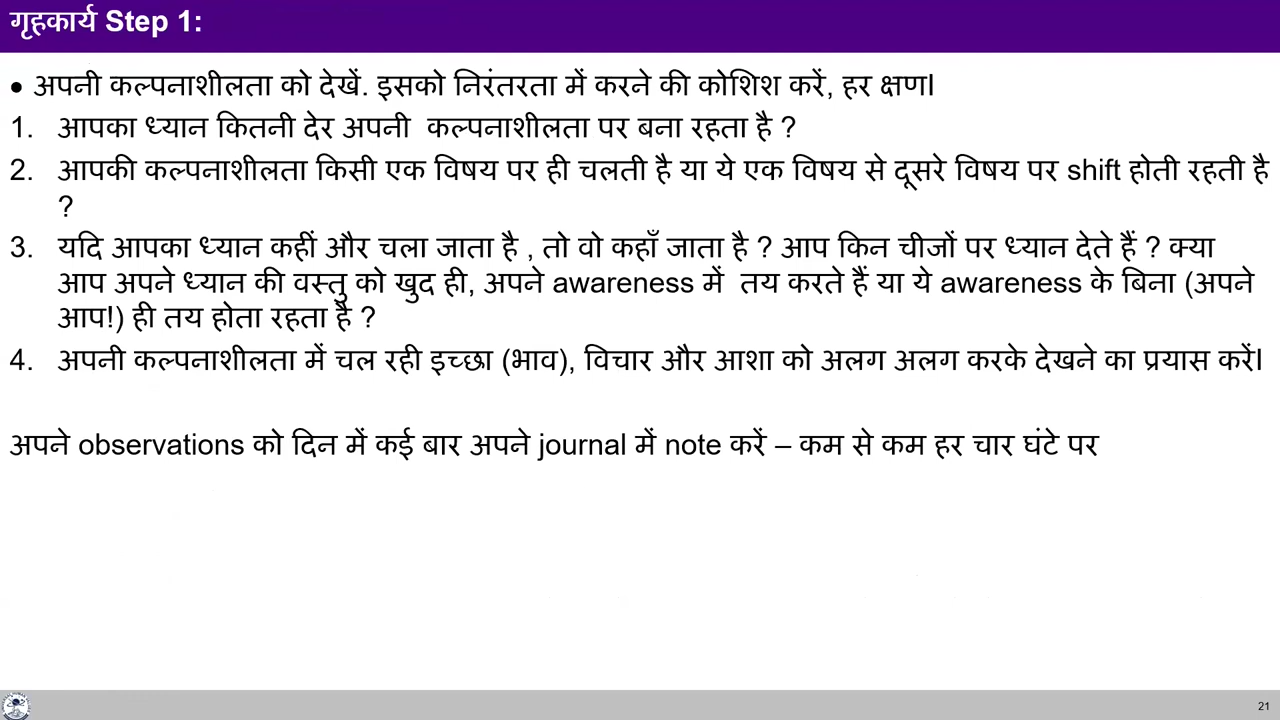 गृहकार्य Step 1:
• अपनी कल्पनाशीलता को देखें. इसको निरंतरता में करने की कोशिश करें, हर क्षण।
1. आपका ध्यान कितनी देर अपनी कल्पनाशीलता पर बना रहता है ?
2. आपकी कल्पनाशीलता किसी एक विषय पर ही चलती है या ये एक विषय से दूसरे विषय पर shift होती रहती है
?
3. यदि आपका ध्यान कहीं और चला जाता है , तो वो कहाँ जाता है ? आप किन चीजों पर ध्यान देते हैं ? क्या
आप अपने ध्यान की वस्तु को खुद ही, अपने awareness में तय करते हैं या ये awareness के बिना (अपने
आप!) ही तय होता रहता है ?
4. अपनी कल्पनाशीलता में चल रही इच्छा (भाव), विचार और आशा को अलग अलग करके देखने का प्रयास करें।
अपने observations को दिन में कई बार अपने journal में note करें – कम से कम हर चार घंटे पर
21